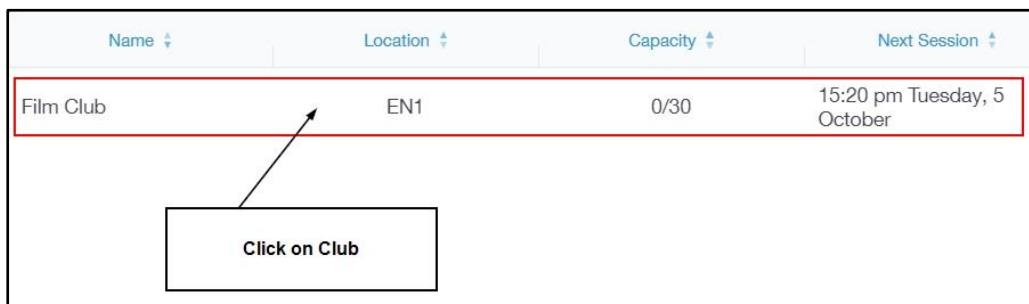 Name Location Capacity Next Session
Film Club EN1 0/30 15:20 pm Tuesday, 5
October
Click on Club